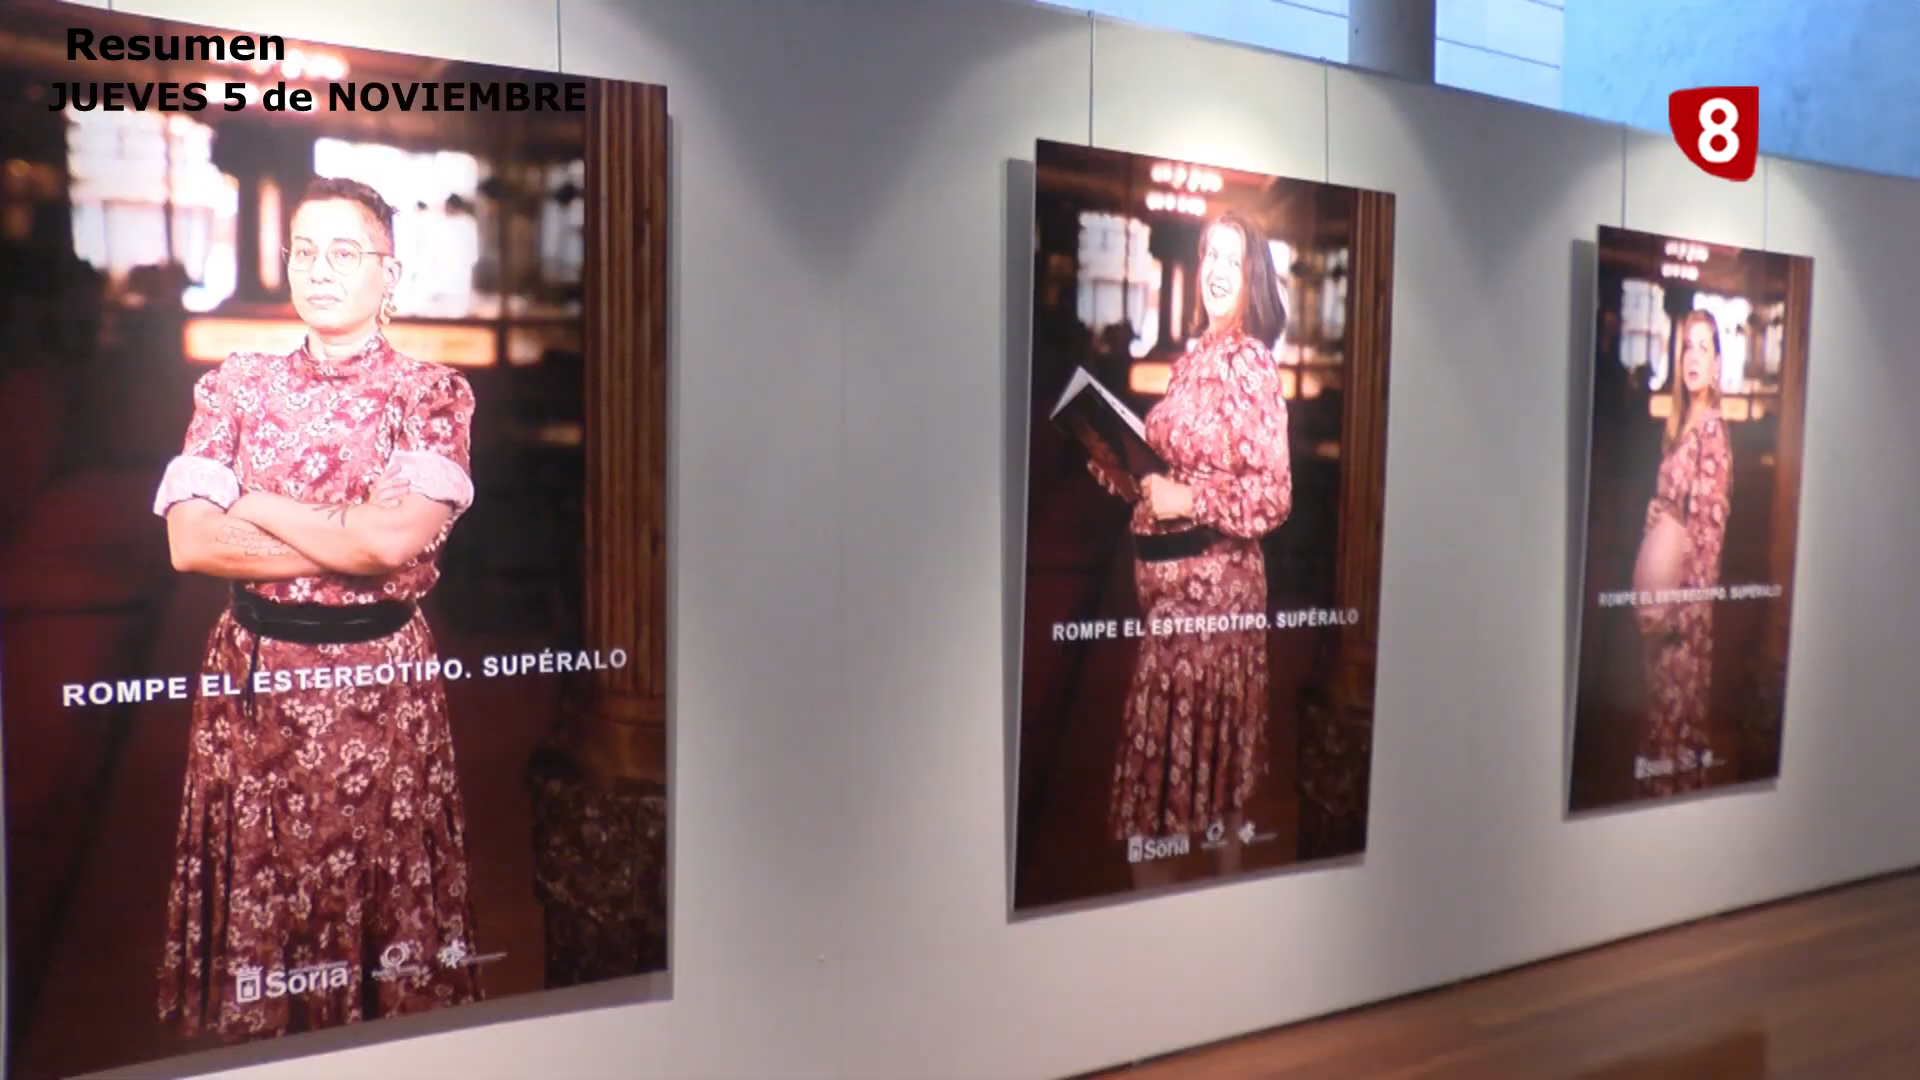 Resumen
JUEVES 5 de NOVIEMBRE
8
ROMPE EL ESTEREOTIPO. SUPÉRALO
Soria
ROMPE EL ESTEREOTIPO. SUPÉRALO
Soria
ROMPE EL ESTEREOTIPO. SUPÉRALO
Soria